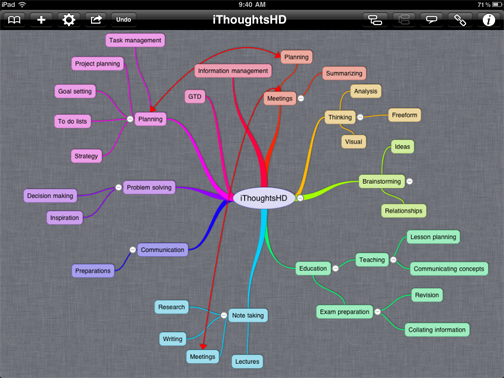 iPad
9:40 AM
71%
Undo
iThoughtsHD
Task management
Project planning
Goal setting
To do lists
Strategy
Planning
Information management
GTD
Planning
Summarizing
Meetings
Analysis
Thinking
Freeform
Visual
Ideas
Brainstorming
Relationships
iThoughtsHD
Problem solving
Decision making
Inspiration
Communication
Preparations
Education
Teaching
Lesson planning
Communicating concepts
Exam preparation
Revision
Collating information
Note taking
Research
Writing
Meetings
Lectures